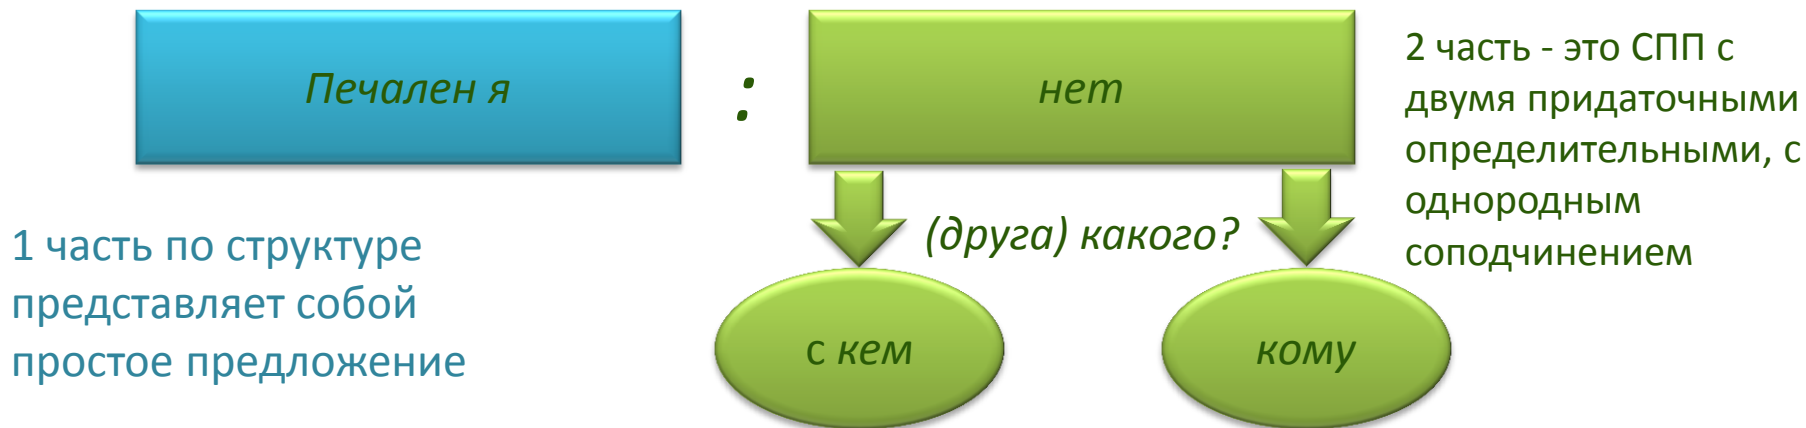 Печален я
:
нет
2 часть - это СПП с
двумя придаточными
определительными, с
однородным
соподчинением
(друга) какого?
1 часть по структуре
представляет собой
простое предложение
с кем
кому